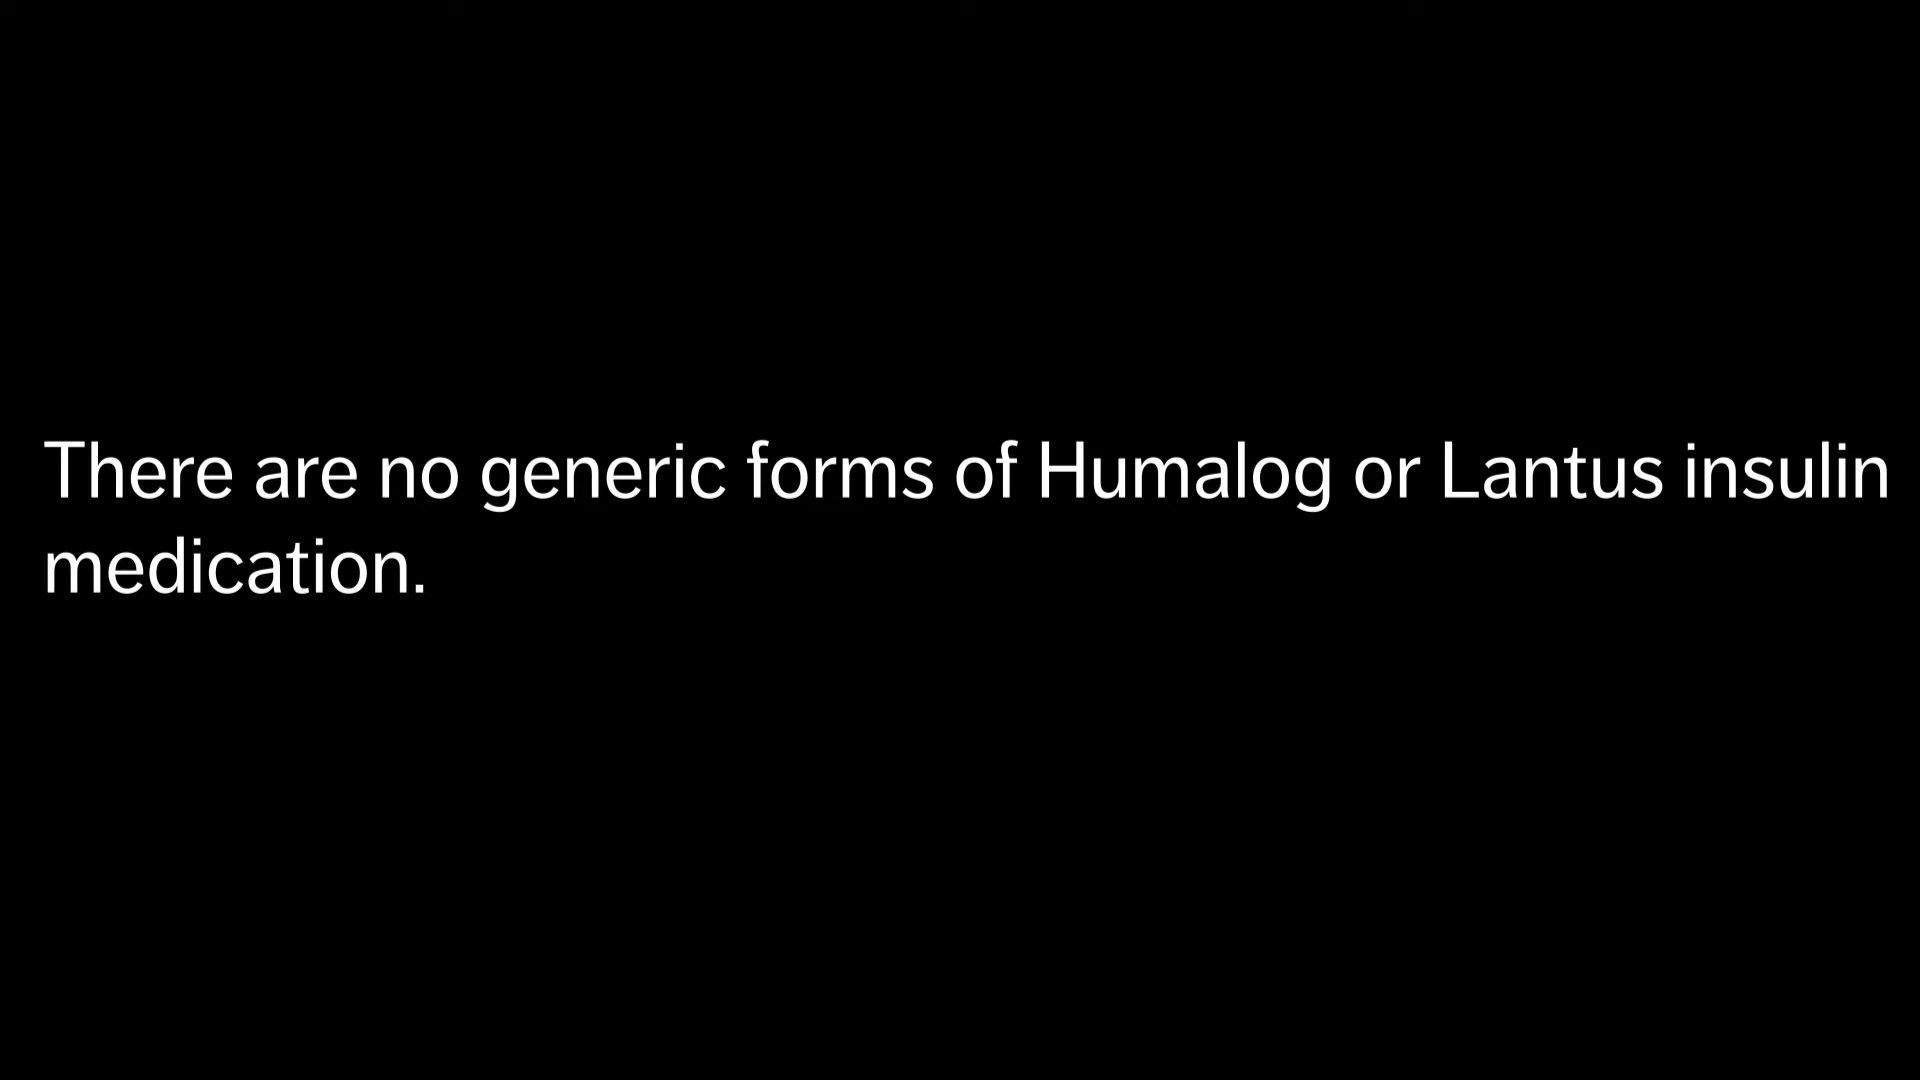 There are no generic forms of Humalog or Lantus insulin
medication.